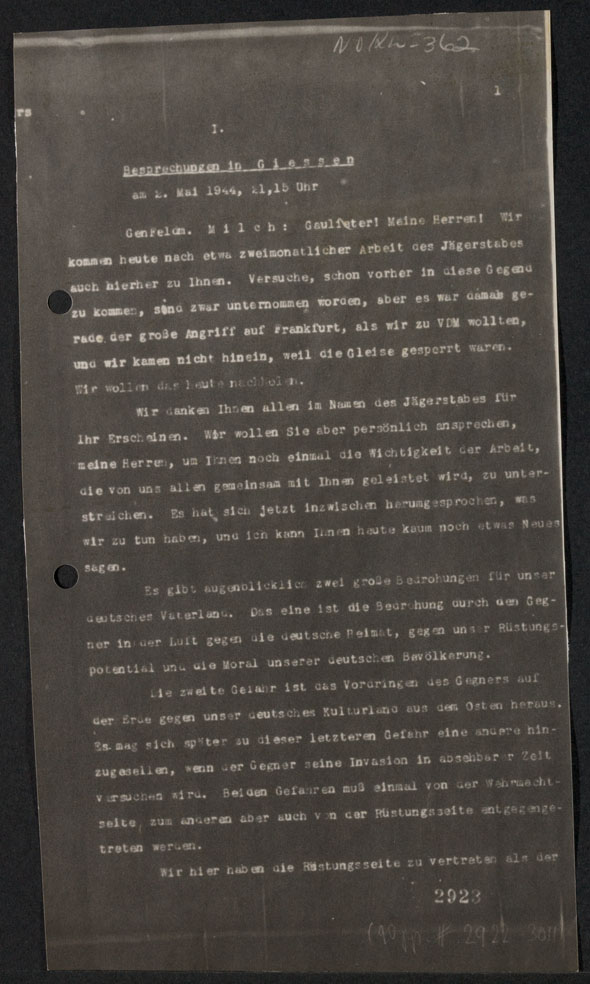 NOKW-362
rs
1
I.
Besprechungen in G i e s s e n
am 2. Mai 1944, 21,15 Uhr
GenFeldm. M i l c h : Gauleiter! Meine Herren! Wir
kommen heute nach etwa zweimonatlicher Arbeit des Jägerstabes
auch hierher zu Ihnen. Versuche, schon vorher in diese Gegend
zu kommen, sind zwar unternommen worden, aber es war damals ge-
rade der große Angriff auf Frankfurt, als wir zu VDM wollten,
und wir kamen nicht hinein, weil die Gleise gesperrt waren.
Wir wollen das heute nachholen.
Wir danken Ihnen allen im Namen des Jägerstabes für
Ihr Erscheinen. Wir wollen Sie aber persönlich ansprechen,
meine Herren, um Ihnen noch einmal die Wichtigkeit der Arbeit,
die von uns allen gemeinsam mit Ihnen geleistet wird, zu unter-
streichen. Es hat sich jetzt inzwischen herumgesprochen, was
wir zu tun haben, und ich kann Ihnen heute kaum noch etwas Neues
sagen.
Es gibt augenblicklich zwei große Bedrohungen für unser
deutsches Vaterland. Das eine ist die Bedrohung durch den Geg-
ner in der Luft gegen die deutsche Heimat, gegen unser Rüstungs-
potential und die Moral unserer deutschen Bevölkerung.
Die zweite Gefahr ist das Vordringen des Gegners auf
der Erde gegen unser deutsches Kulturland aus dem Osten heraus.
Es mag sich später zu dieser letzteren Gefahr eine andere hin-
zugesellen, wenn der Gegner seine Invasion in absehbarer Zeit
versuchen wird. Beiden Gefahren muß einmal von der Wehrmacht-
seite, zum anderen aber auch von der Rüstungsseite entgegenge-
treten werden.
Wir hier haben die Rüstungsseite zu vertreten als der
2923
(90 pp. # 2922-3011